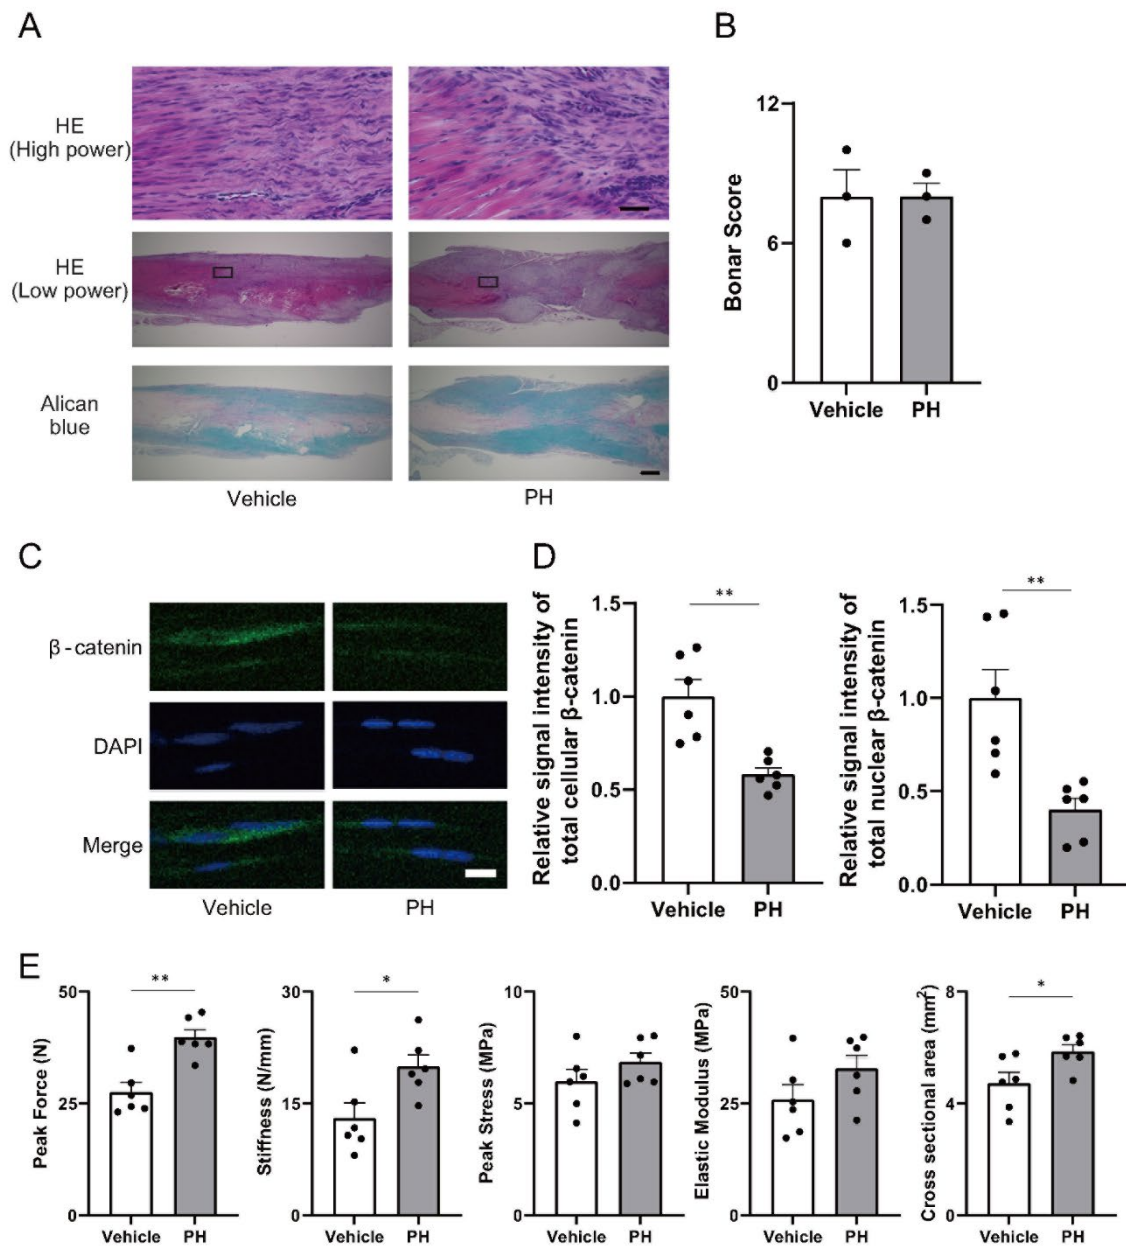 A
HE
(High power)
HE
(Low power)
Alican
blue
Vehicle
PH
B
Bonar Score
12
6
0
Vehicle
PH
C
β-catenin
DAPI
Merge
Vehicle
PH
D
Relative signal intensity of
total cellular β-catenin
1.5
1.0
0.5
0.0
**
Vehicle
PH
Relative signal intensity of
total nuclear β-catenin
1.5
1.0
0.5
0.0
**
Vehicle
PH
E
Peak Force (N)
50
25
0
**
Vehicle
PH
Stiffness (N/mm)
30
15
0
*
Vehicle
PH
Peak Stress (MPa)
10
5
0
Vehicle
PH
Elastic Modulus (MPa)
50
25
0
Vehicle
PH
Cross sectional area (mm²)
8
4
0
*
Vehicle
PH